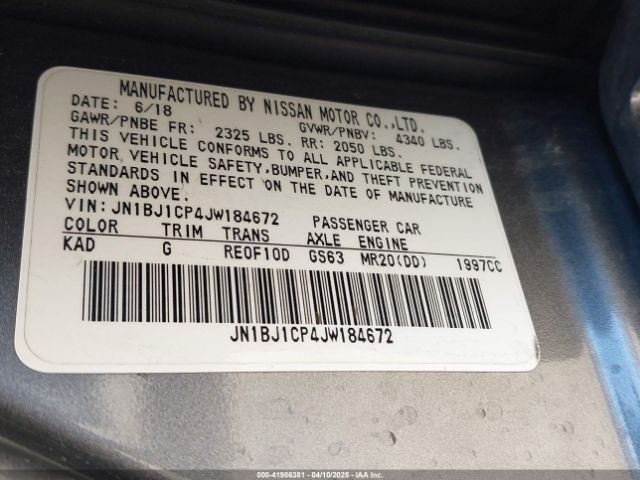 MANUFACTURED BY NISSAN MOTOR CO.,LTD.
DATE: 6/18 GVWR/PNBV: 4340 LBS.
GAWR/PNBE FR: 2325 LBS. RR: 2050 LBS.
THIS VEHICLE CONFORMS TO ALL APPLICABLE FEDERAL
MOTOR VEHICLE SAFETY,BUMPER,AND THEFT PREVENTION
STANDARDS IN EFFECT ON THE DATE OF MANUFACTURE
SHOWN ABOVE.
VIN: JN1BJ1CP4JW184672 PASSENGER CAR
COLOR TRIM TRANS AXLE ENGINE
KAD G RE0F10D GS63 MR20(DD) 1997CC
JN1BJ1CP4JW184672
000-41986381 - 04/10/2025 - IAA Inc.